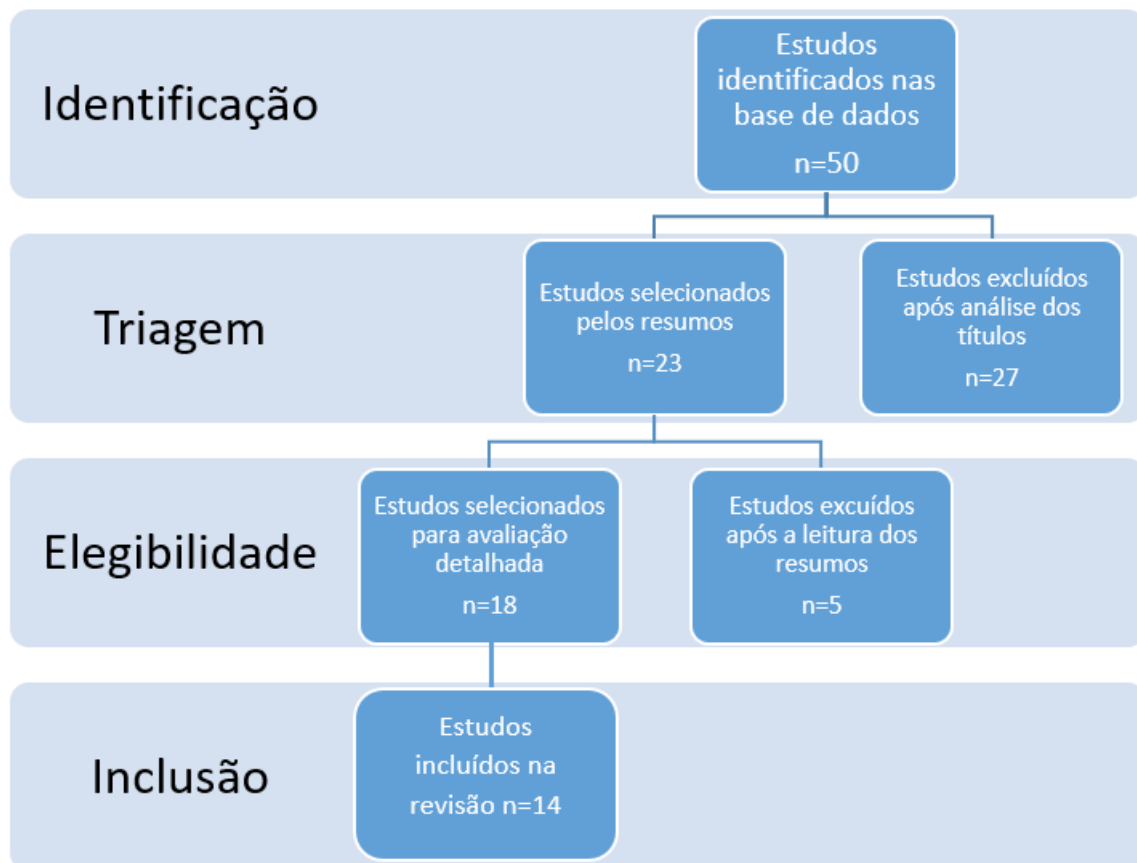 Identificação
Estudos
identificados nas
base de dados
n=50
Triagem
Estudos selecionados
pelos resumos
n=23
Estudos excluídos
após análise dos
títulos
n=27
Elegibilidade
Estudos selecionados
para avaliação
detalhada
n=18
Estudos excuídos
após a leitura dos
resumos
n=5
Inclusão
Estudos
incluídos na
revisão n=14